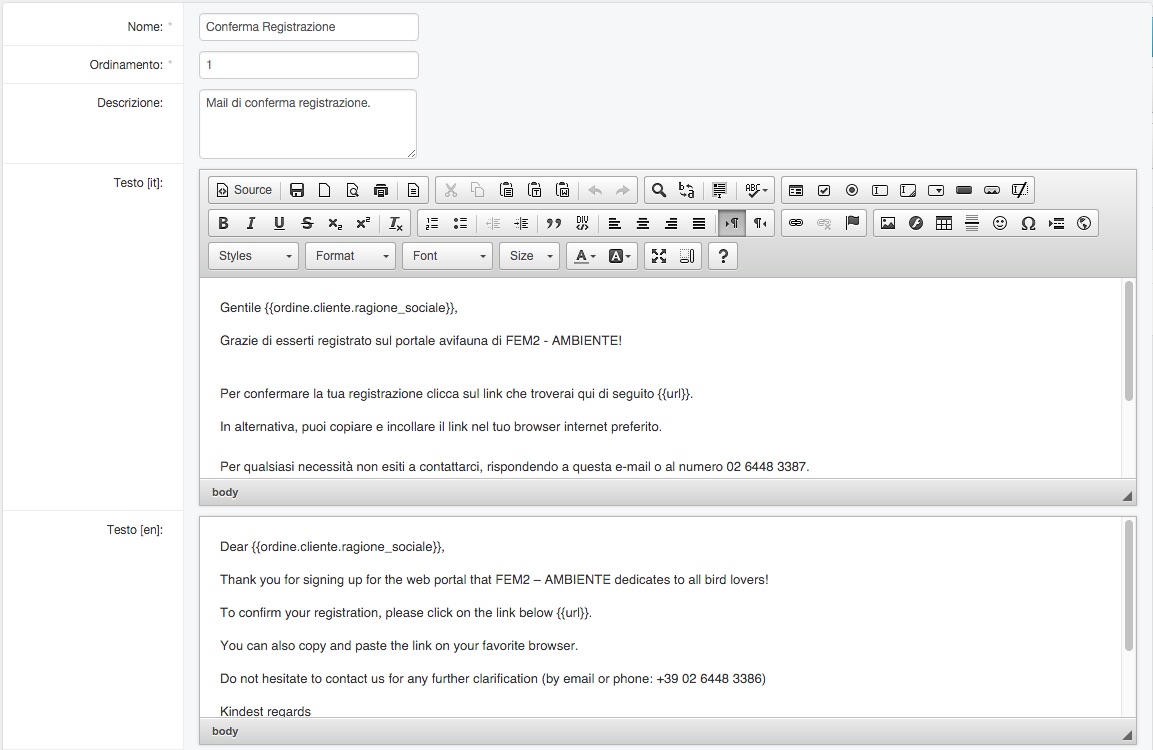 Nome: *
Conferma Registrazione
Ordinamento: *
1
Descrizione:
Mail di conferma registrazione.
Testo [it]:
Source
ABC
B I U S x₂ x² Tx
DIV
Ω
Styles Format Font Size A A ?
Gentile {{ordine.cliente.ragione_sociale}},
Grazie di esserti registrato sul portale avifauna di FEM2 - AMBIENTE!
Per confermare la tua registrazione clicca sul link che troverai qui di seguito {{url}}.
In alternativa, puoi copiare e incollare il link nel tuo browser internet preferito.
Per qualsiasi necessità non esiti a contattarci, rispondendo a questa e-mail o al numero 02 6448 3387.
body
Testo [en]:
Dear {{ordine.cliente.ragione_sociale}},
Thank you for signing up for the web portal that FEM2 – AMBIENTE dedicates to all bird lovers!
To confirm your registration, please click on the link below {{url}}.
You can also copy and paste the link on your favorite browser.
Do not hesitate to contact us for any further clarification (by email or phone: +39 02 6448 3386)
Kindest regards
body